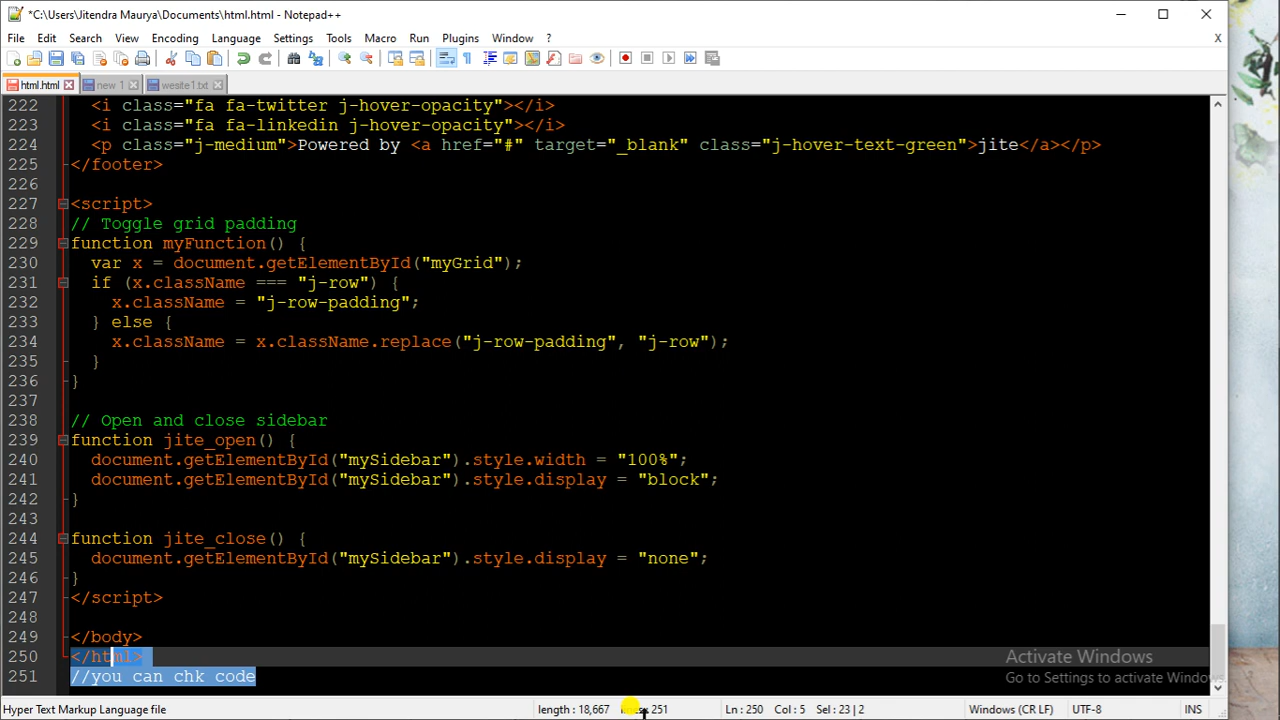 *C:\Users\Jitendra Maurya\Documents\html.html - Notepad++
File Edit Search View Encoding Language Settings Tools Macro Run Plugins Window ? X
html.html new 1 wesite1.txt
222 <i class="fa fa-twitter j-hover-opacity"></i>
223 <i class="fa fa-linkedin j-hover-opacity"></i>
224 <p class="j-medium">Powered by <a href="#" target="_blank" class="j-hover-text-green">jite</a></p>
225 </footer>
226
227 <script>
228 // Toggle grid padding
229 function myFunction() {
230 var x = document.getElementById("myGrid");
231 if (x.className === "j-row") {
232 x.className = "j-row-padding";
233 } else {
234 x.className = x.className.replace("j-row-padding", "j-row");
235 }
236 }
237
238 // Open and close sidebar
239 function jite_open() {
240 document.getElementById("mySidebar").style.width = "100%";
241 document.getElementById("mySidebar").style.display = "block";
242 }
243
244 function jite_close() {
245 document.getElementById("mySidebar").style.display = "none";
246 }
247 </script>
248
249 </body>
250 </html>
251 //you can chk code
Activate Windows
Go to Settings to activate Windows
Hyper Text Markup Language file length : 18,667 251 Ln : 250 Col : 5 Sel : 23 | 2 Windows (CR LF) UTF-8 INS